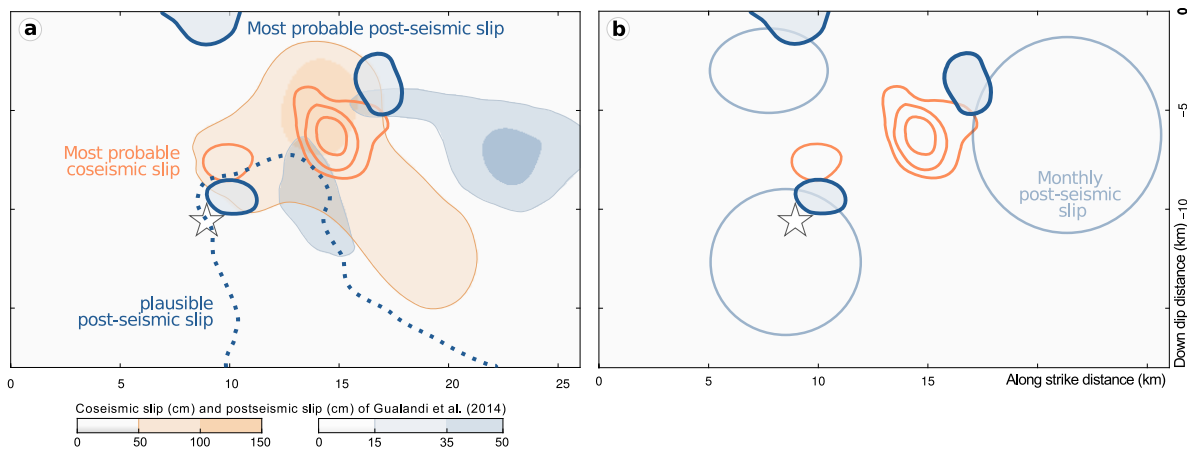 a
Most probable post-seismic slip
Most probable
coseismic slip
plausible
post-seismic slip
0 5 10 15 20 25
Coseismic slip (cm) and postseismic slip (cm) of Gualandi et al. (2014)
0 50 100 150
0 15 35 50
b
Monthly
post-seismic
slip
0 5 10 15
Along strike distance (km)
0
−5
−10
Down dip distance (km)